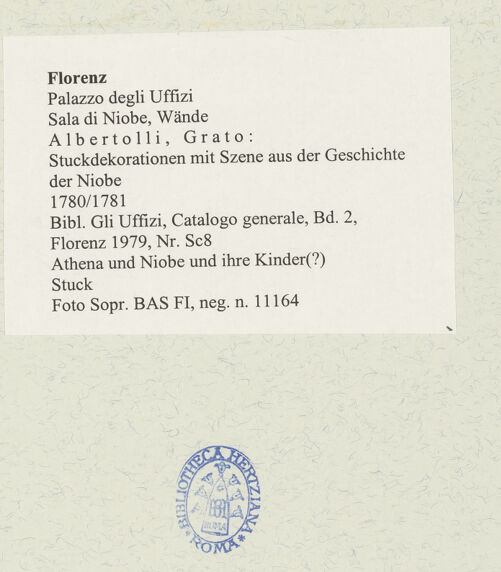 Florenz
Palazzo degli Uffizi
Sala di Niobe, Wände
Albertolli, Grato:
Stuckdekorationen mit Szene aus der Geschichte
der Niobe
1780/1781
Bibl. Gli Uffizi, Catalogo generale, Bd. 2,
Florenz 1979, Nr. Sc8
Athena und Niobe und ihre Kinder(?)
Stuck
Foto Sopr. BAS FI, neg. n. 11164
*BIBLIOTHECA HERTZIANA*
ROMA